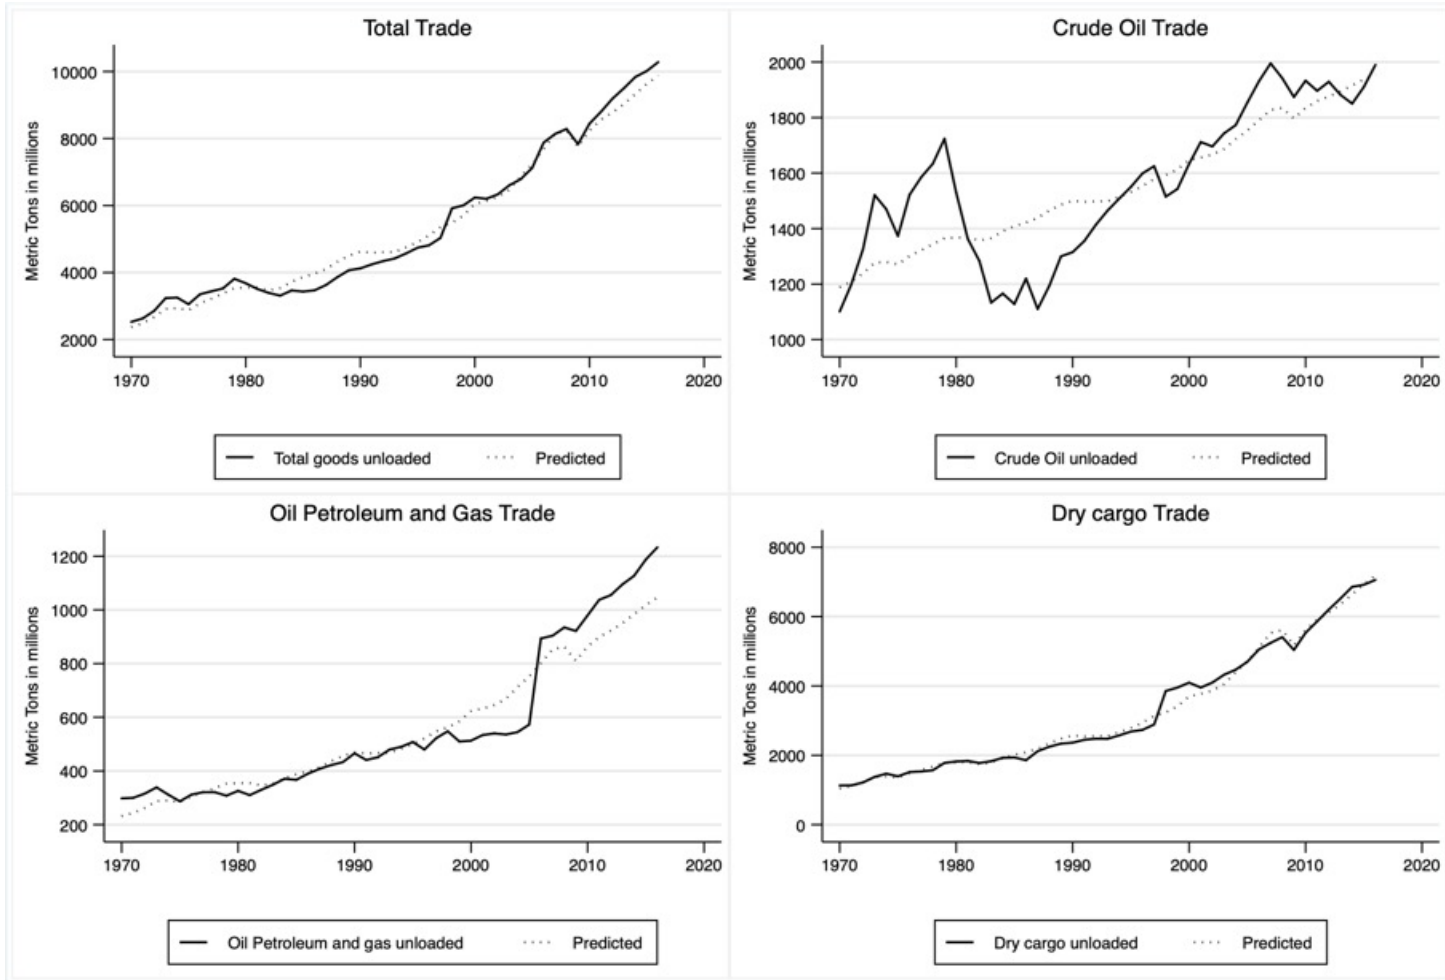 Total Trade
Metric Tons in millions
10000
8000
6000
4000
2000
1970 1980 1990 2000 2010 2020
Total goods unloaded Predicted
Crude Oil Trade
Metric Tons in millions
2000
1800
1600
1400
1200
1000
1970 1980 1990 2000 2010 2020
Crude Oil unloaded Predicted
Oil Petroleum and Gas Trade
Metric Tons in millions
1200
1000
800
600
400
200
1970 1980 1990 2000 2010 2020
Oil Petroleum and gas unloaded Predicted
Dry cargo Trade
Metric Tons in millions
8000
6000
4000
2000
0
1970 1980 1990 2000 2010 2020
Dry cargo unloaded Predicted